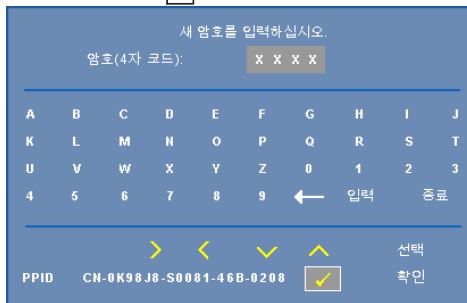 새 암호를 입력하십시오.
암호(4자 코드): X X X X
A B C D E F G H I J
K L M N O P Q R S T
U V W X Y Z 0 1 2 3
4 5 6 7 8 9 ← 입력 종료
선택
PPID CN-0K98J8-S0081-46B-0208 확인